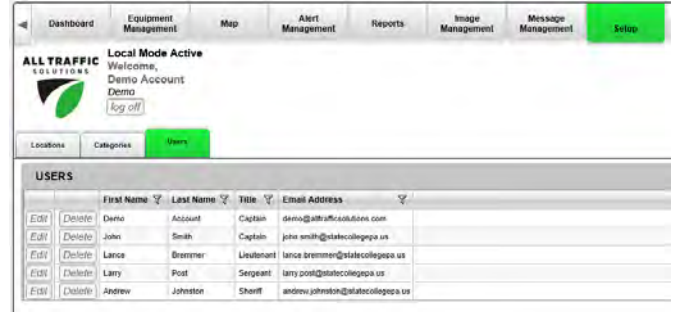 Dashboard Equipment Management Map Alert Management Reports Image Management Message Management Setup
ALL TRAFFIC SOLUTIONS
Local Mode Active
Welcome,
Demo Account
Demo
log off
Locations Categories Users
USERS
First Name Last Name Title Email Address
Edit Delete Demo Account Captain demo@alltrafficsolutions.com
Edit Delete John Smith Captain john.smith@statecollegepa.us
Edit Delete Lance Bremmer Lieutenant lance.bremmer@statecollegepa.us
Edit Delete Larry Post Sergeant larry.post@statecollegepa.us
Edit Delete Andrew Johnston Sheriff andrew.johnston@statecollegepa.us